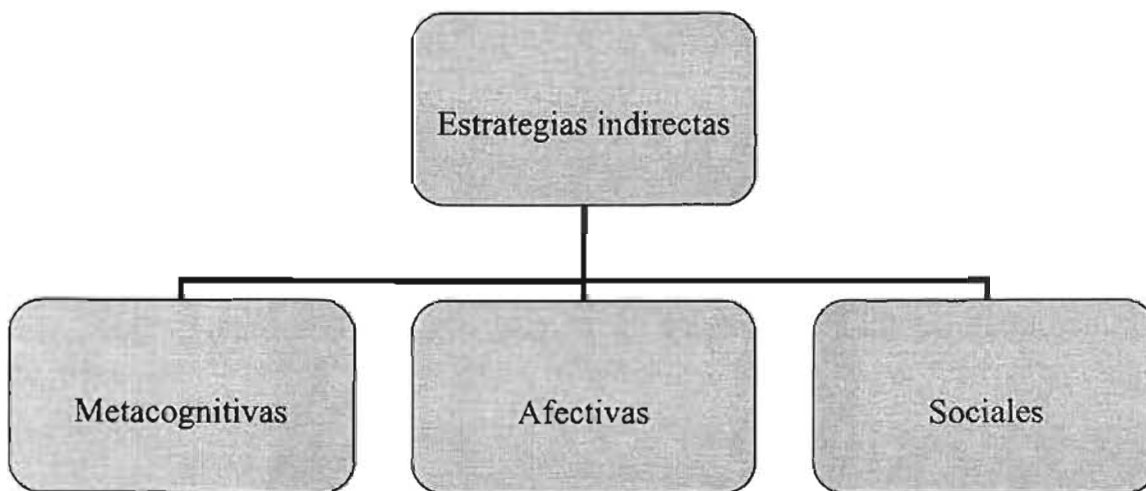 Estrategias indirectas
Metacognitivas
Afectivas
Sociales